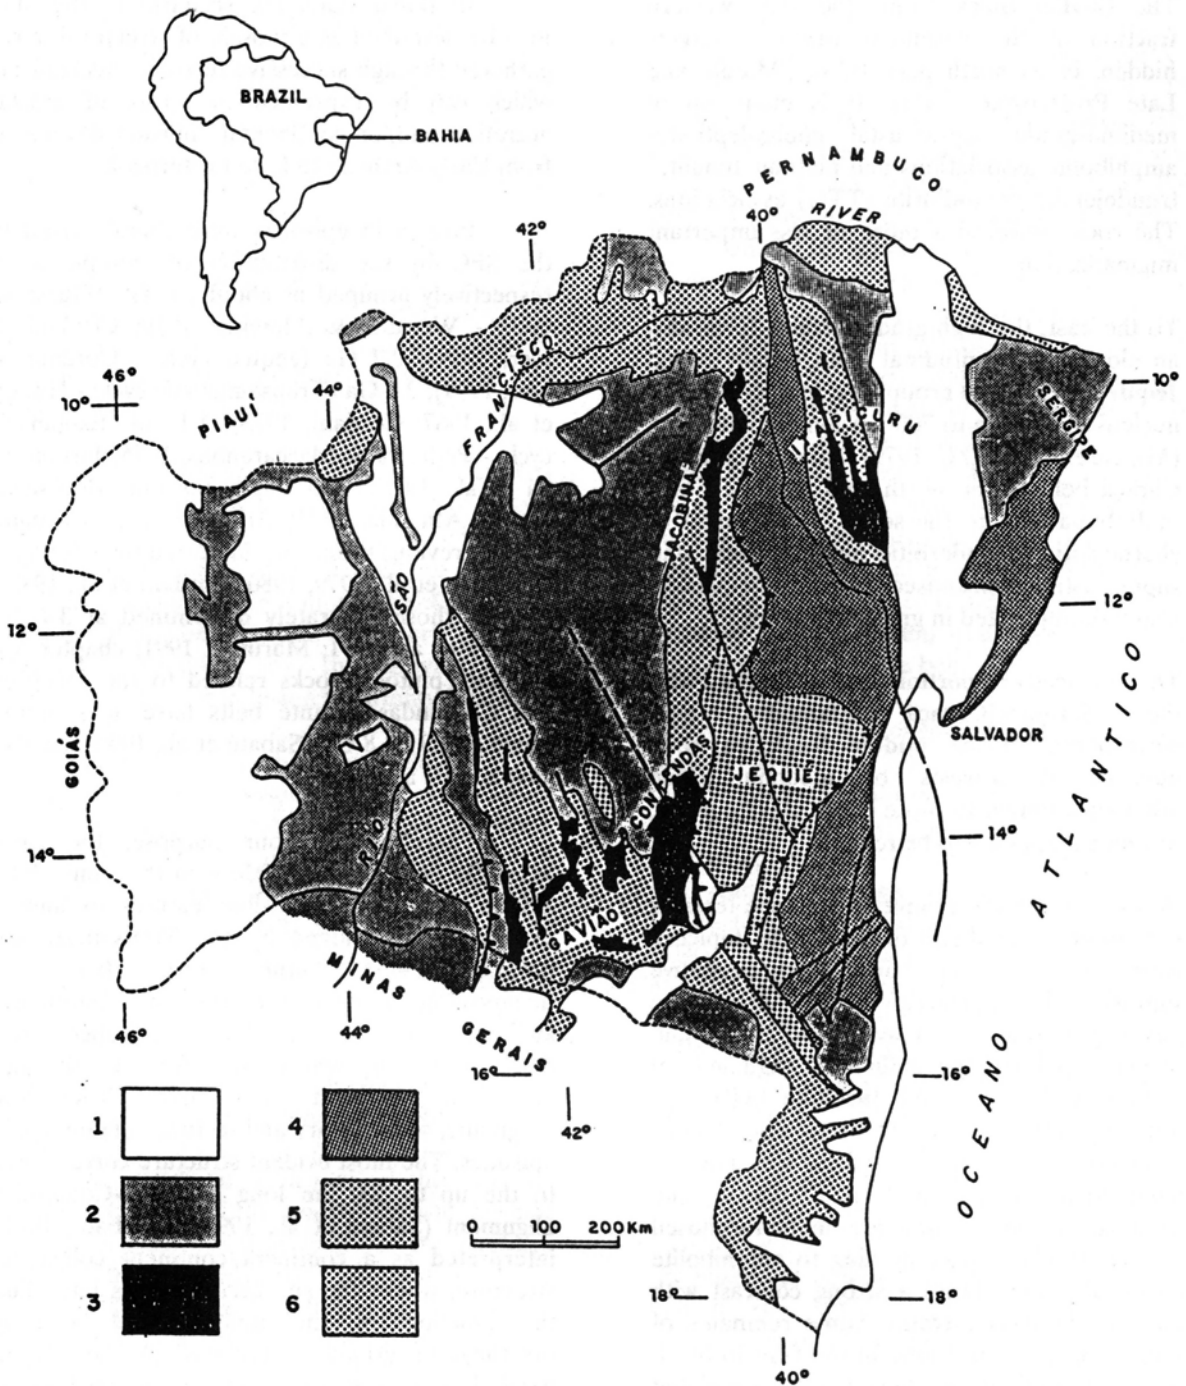 BRAZIL
BAHIA
PERNAMBUCO
40°
RIVER
42°
FRANCISCO
46°
10°
44°
PIAUI
10°
SERGIPE
ITAPICURU
JACOBINA
SÃO
12°
12°
GOIÁS
SALVADOR
CONTENDAS
JEQUIÉ
RIO
14°
14°
GAVIÃO
MINAS
GERAIS
46°
44°
16°
42°
16°
OCEANO ATLANTICO
1
2
3
4
5
6
0 100 200Km
18°
18°
40°